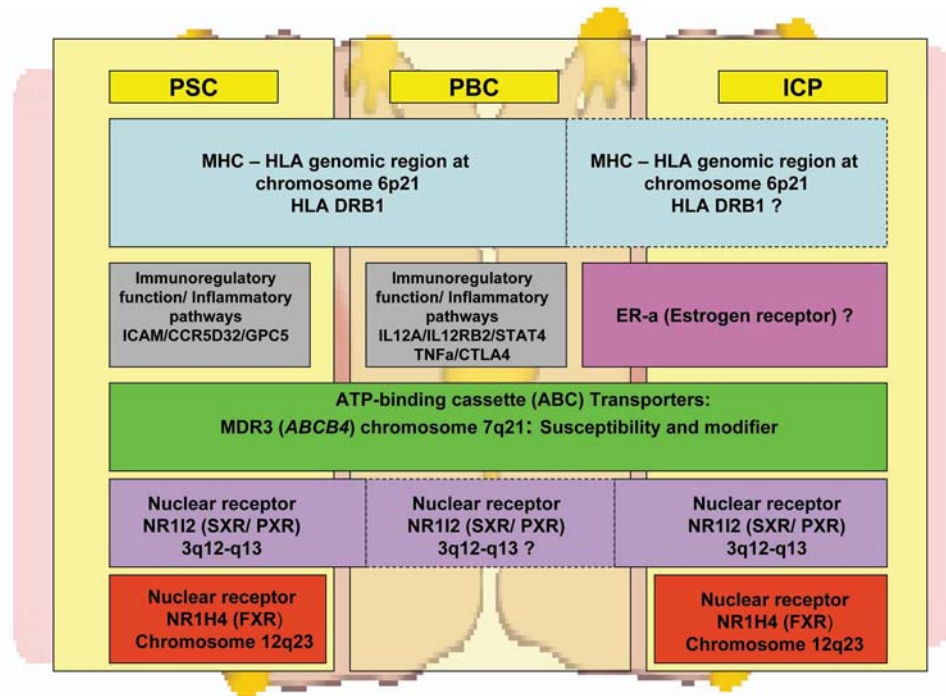 PSC
PBC
ICP
MHC – HLA genomic region at
chromosome 6p21
HLA DRB1
MHC – HLA genomic region at
chromosome 6p21
HLA DRB1 ?
Immunoregulatory
function/ Inflammatory
pathways
ICAM/CCR5D32/GPC5
Immunoregulatory
function/ Inflammatory
pathways
IL12A/IL12RB2/STAT4
TNFa/CTLA4
ER-a (Estrogen receptor) ?
ATP-binding cassette (ABC) Transporters:
MDR3 (ABCB4) chromosome 7q21: Susceptibility and modifier
Nuclear receptor
NR1I2 (SXR/ PXR)
3q12-q13
Nuclear receptor
NR1I2 (SXR/ PXR)
3q12-q13 ?
Nuclear receptor
NR1I2 (SXR/ PXR)
3q12-q13
Nuclear receptor
NR1H4 (FXR)
Chromosome 12q23
Nuclear receptor
NR1H4 (FXR)
Chromosome 12q23